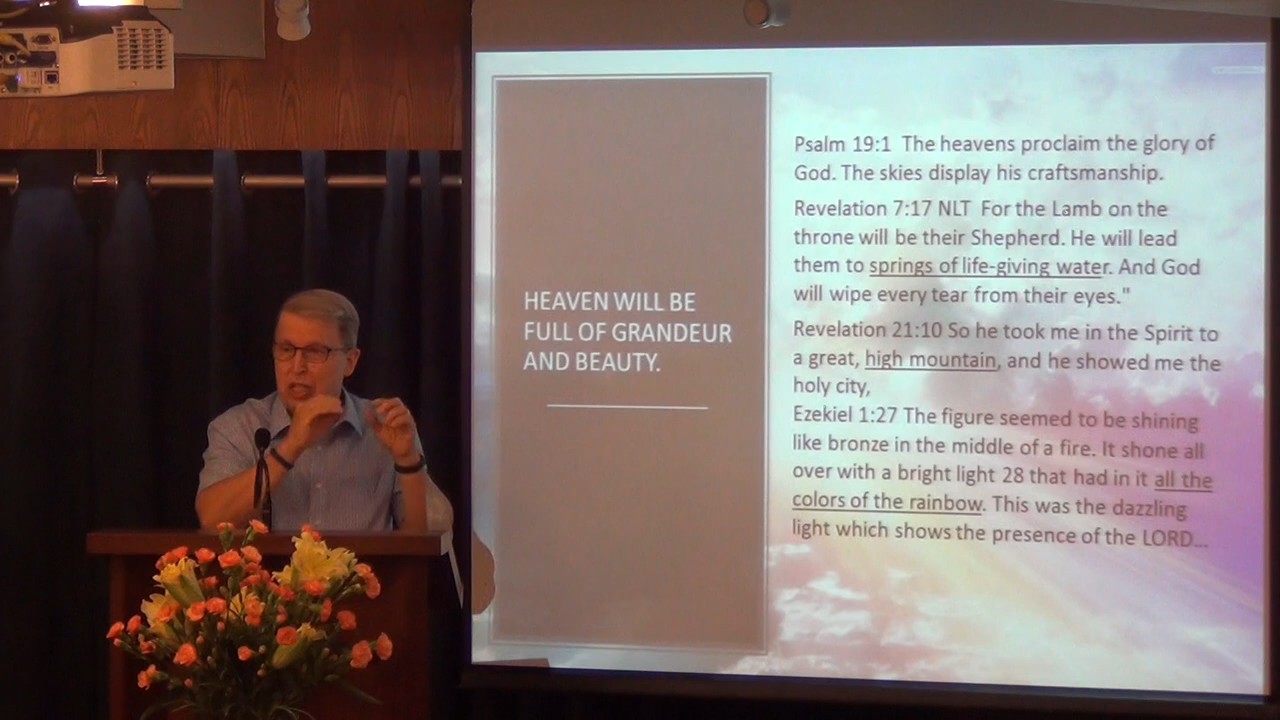 HEAVEN WILL BE
FULL OF GRANDEUR
AND BEAUTY.
Psalm 19:1  The heavens proclaim the glory of
God. The skies display his craftsmanship.
Revelation 7:17 NLT  For the Lamb on the
throne will be their Shepherd. He will lead
them to springs of life-giving water. And God
will wipe every tear from their eyes."
Revelation 21:10 So he took me in the Spirit to
a great, high mountain, and he showed me the
holy city,
Ezekiel 1:27 The figure seemed to be shining
like bronze in the middle of a fire. It shone all
over with a bright light 28 that had in it all the
colors of the rainbow. This was the dazzling
light which shows the presence of the LORD...